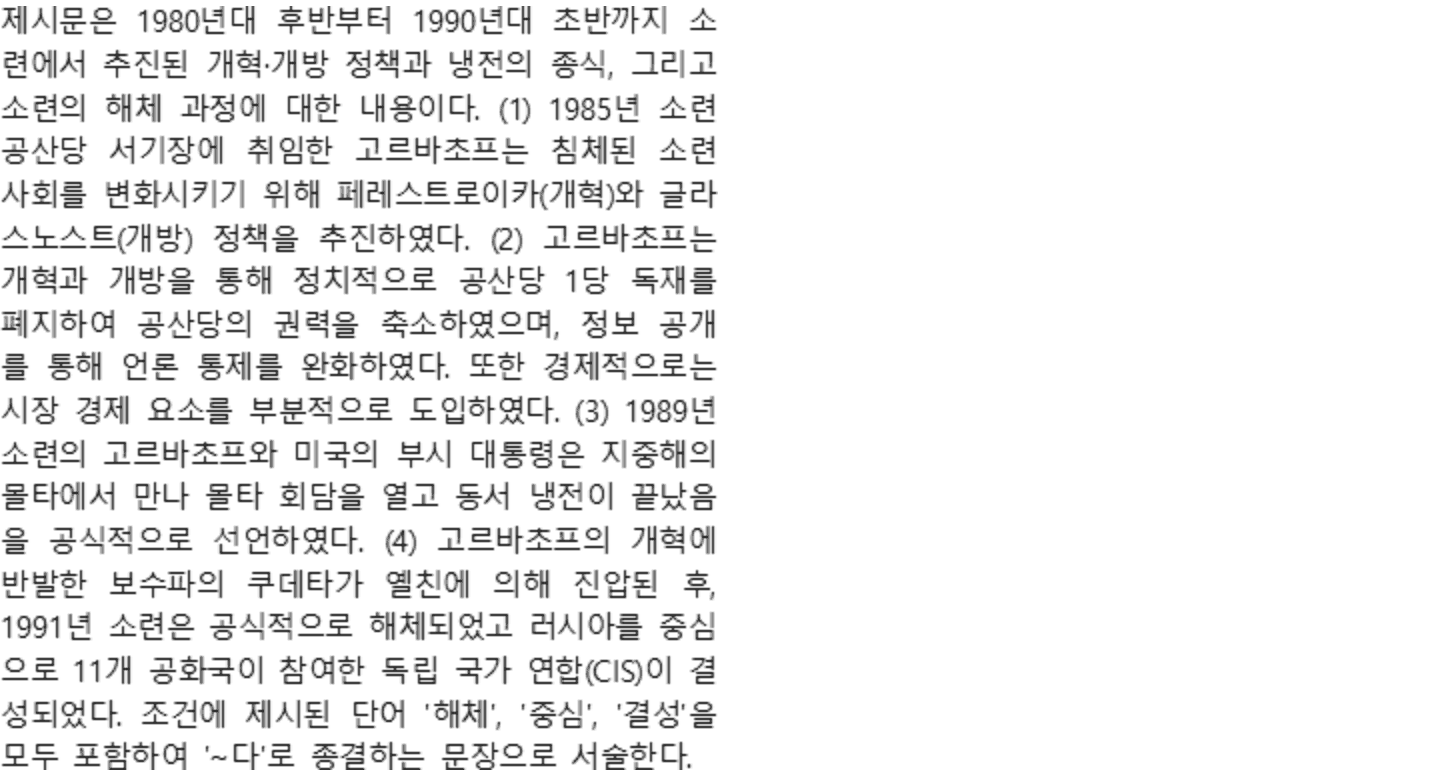 제시문은 1980년대 후반부터 1990년대 초반까지 소
련에서 추진된 개혁·개방 정책과 냉전의 종식, 그리고
소련의 해체 과정에 대한 내용이다. (1) 1985년 소련
공산당 서기장에 취임한 고르바초프는 침체된 소련
사회를 변화시키기 위해 페레스트로이카(개혁)와 글라
스노스트(개방) 정책을 추진하였다. (2) 고르바초프는
개혁과 개방을 통해 정치적으로 공산당 1당 독재를
폐지하여 공산당의 권력을 축소하였으며, 정보 공개
를 통해 언론 통제를 완화하였다. 또한 경제적으로는
시장 경제 요소를 부분적으로 도입하였다. (3) 1989년
소련의 고르바초프와 미국의 부시 대통령은 지중해의
몰타에서 만나 몰타 회담을 열고 동서 냉전이 끝났음
을 공식적으로 선언하였다. (4) 고르바초프의 개혁에
반발한 보수파의 쿠데타가 옐친에 의해 진압된 후,
1991년 소련은 공식적으로 해체되었고 러시아를 중심
으로 11개 공화국이 참여한 독립 국가 연합(CIS)이 결
성되었다. 조건에 제시된 단어 '해체', '중심', '결성'을
모두 포함하여 '~다'로 종결하는 문장으로 서술한다.